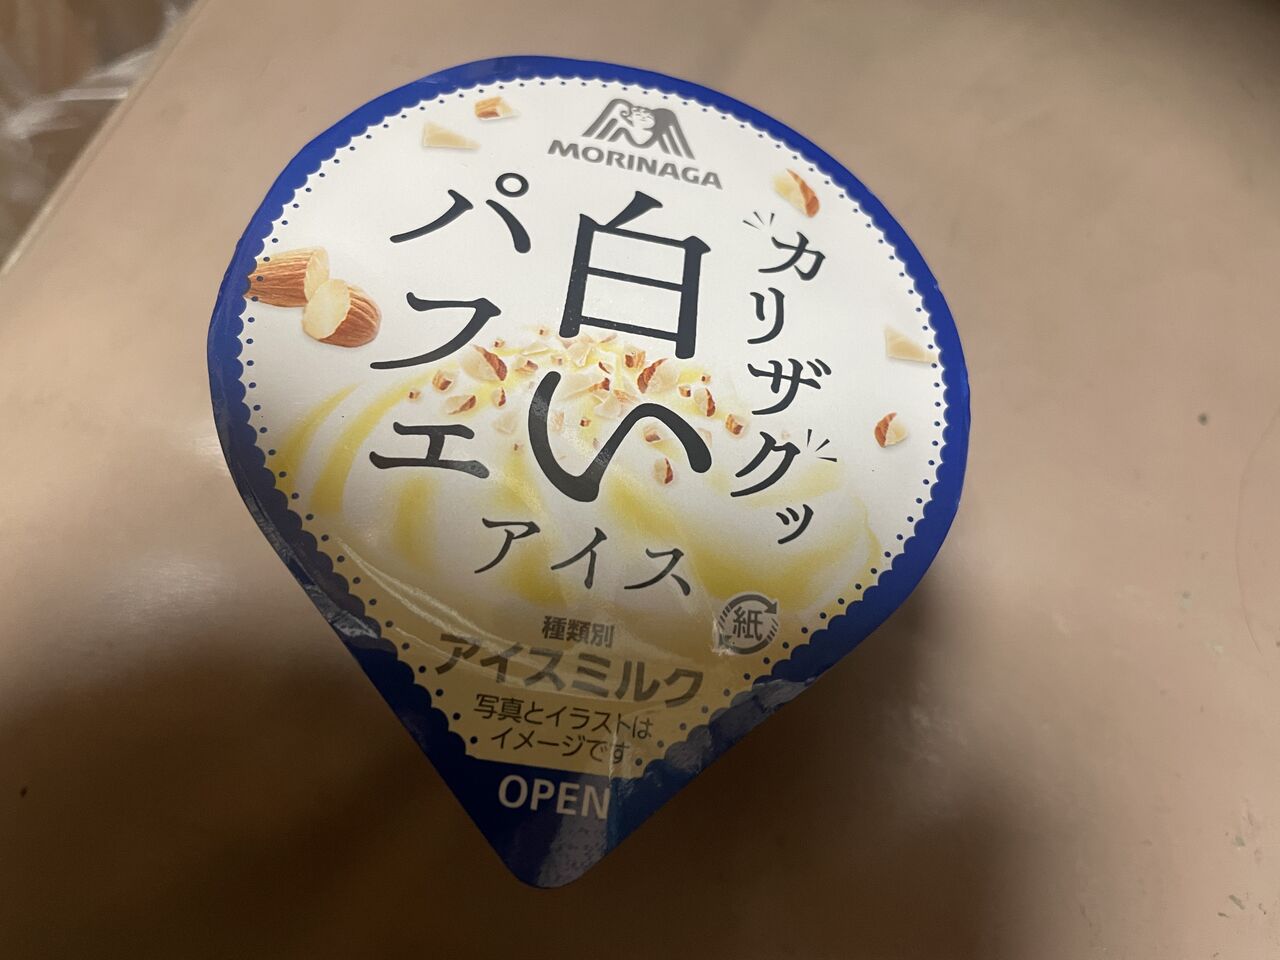 MORINAGA
カリザクッ
白い
パフェ
アイス
紙
種類別
アイスミルク
写真とイラストは
イメージです。
OPEN